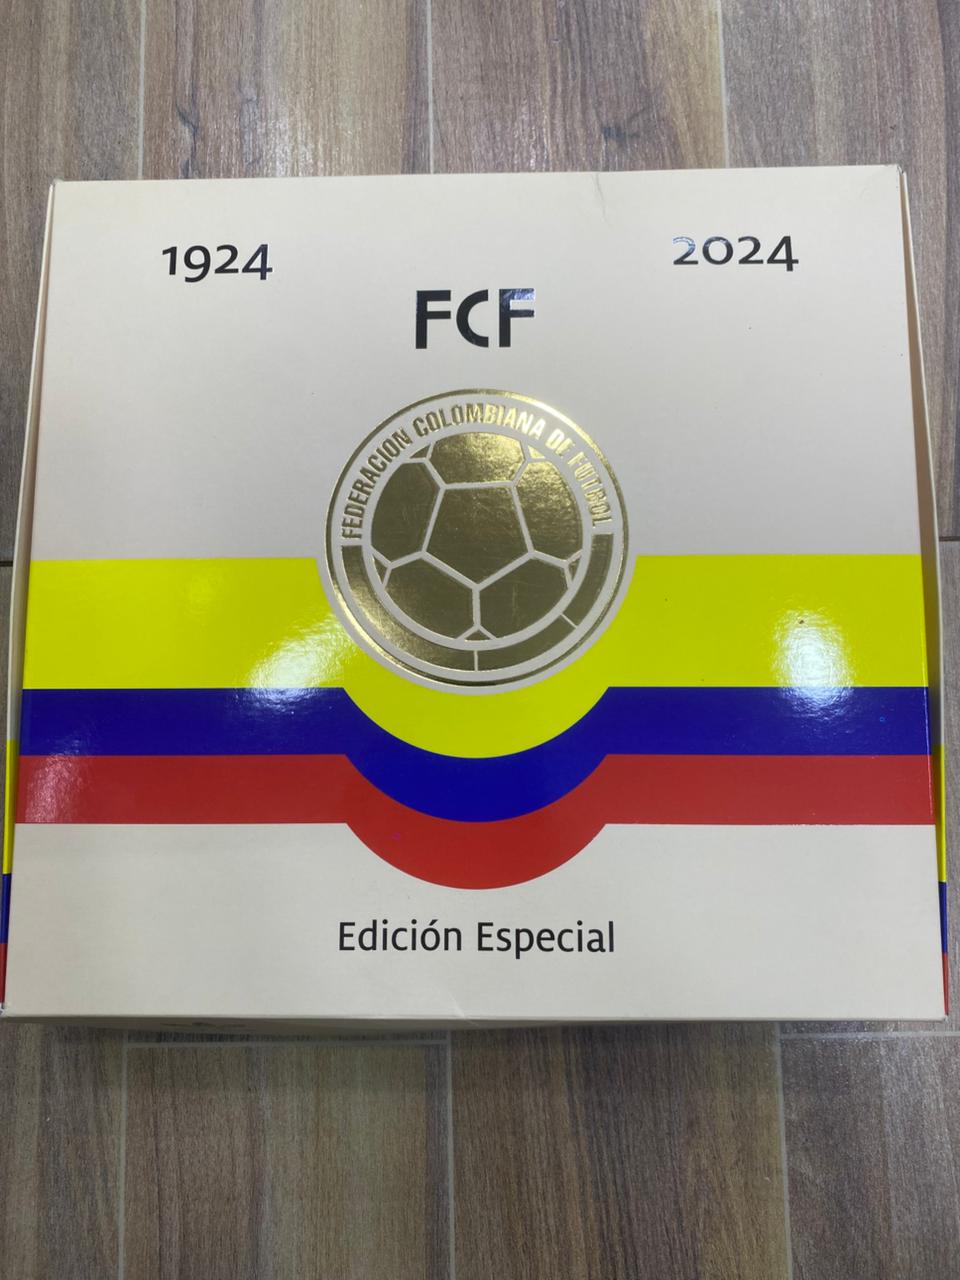 1924
2024
FCF
FEDERACION COLOMBIANA DE FUTBOL
Edición Especial